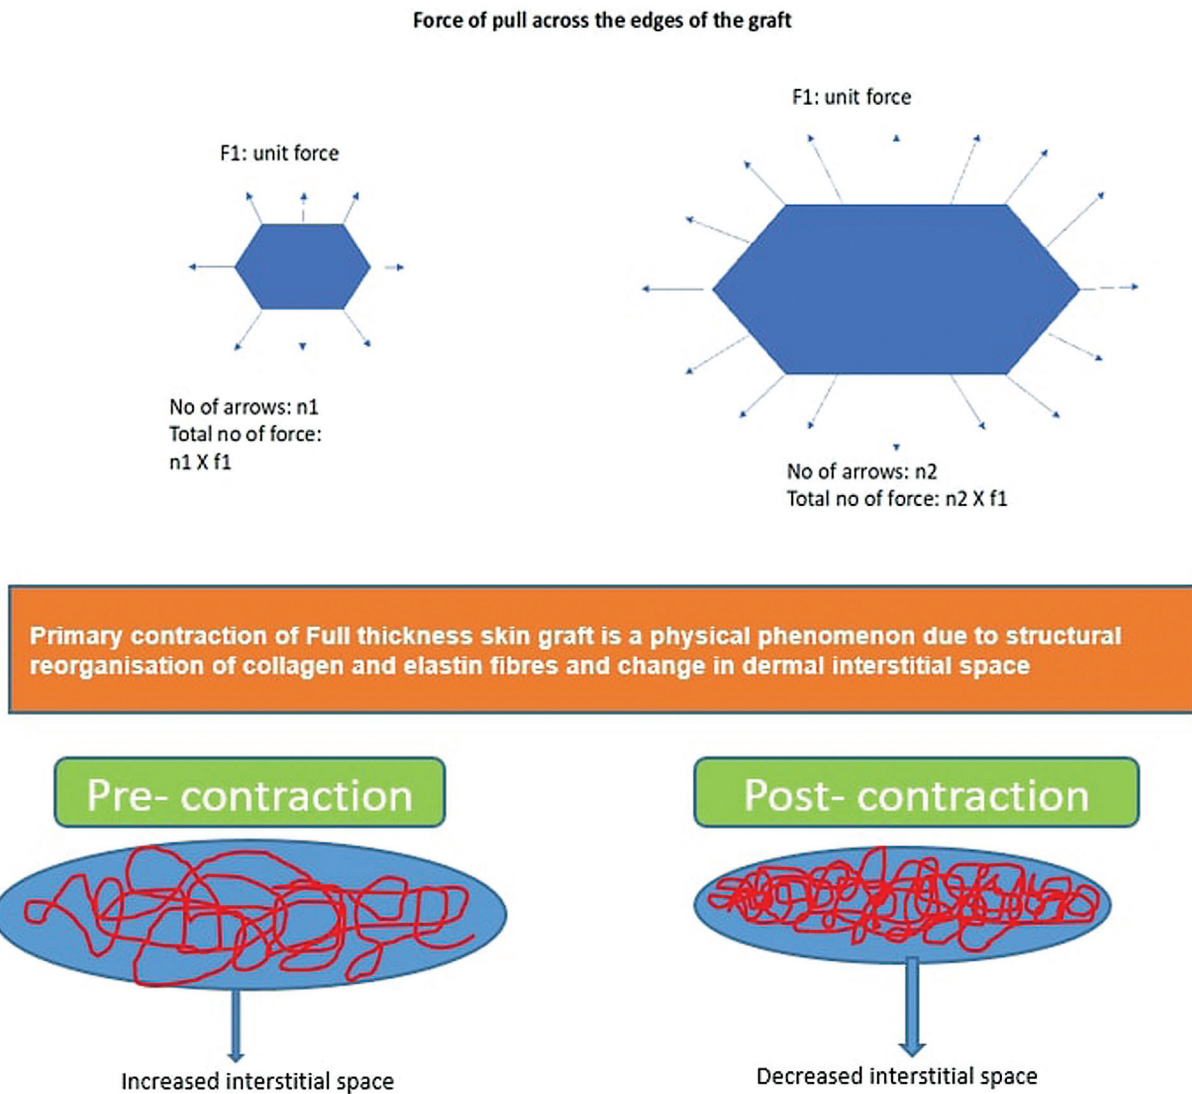 Force of pull across the edges of the graft
F1: unit force
F1: unit force
No of arrows: n1
Total no of force:
n1 X f1
No of arrows: n2
Total no of force: n2 X f1
Primary contraction of Full thickness skin graft is a physical phenomenon due to structural
reorganisation of collagen and elastin fibres and change in dermal interstitial space
Pre- contraction
Post- contraction
Increased interstitial space
Decreased interstitial space